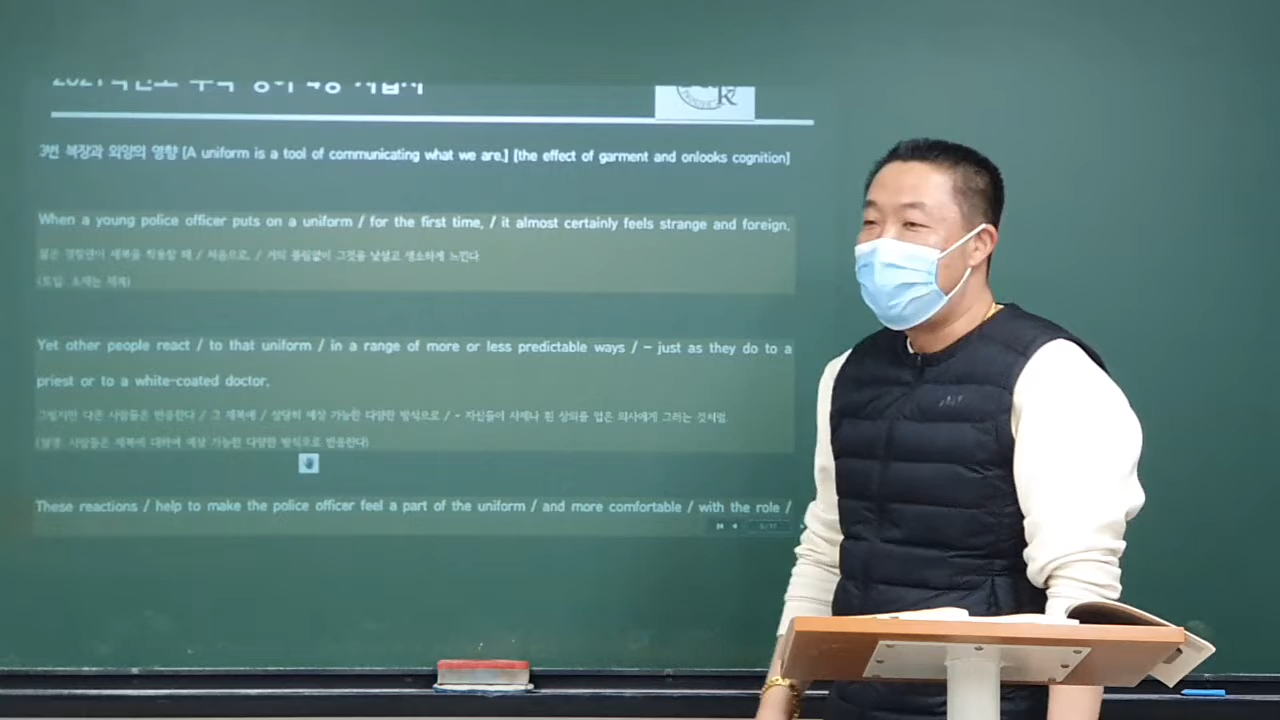 3번 복장과 외양의 영향 [A uniform is a tool of communicating what we are.] [the effect of garment and onlooks cognition]
When a young police officer puts on a uniform / for the first time, / it almost certainly feels strange and foreign.
젊은 경찰관이 제복을 착용할 때 / 처음으로, / 거의 틀림없이 그것을 낯설고 생소하게 느낀다.
(도입: 소재는 제복)
Yet other people react / to that uniform / in a range of more or less predictable ways / - just as they do to a
priest or to a white-coated doctor.
그렇지만 다른 사람들은 반응한다 / 그 제복에 / 상당히 예상 가능한 다양한 방식으로 / - 자신들이 사제나 흰 상의를 입은 의사에게 그러는 것처럼.
(설명: 사람들은 제복에 대하여 예상 가능한 다양한 방식으로 반응한다)
These reactions / help to make the police officer feel a part of the uniform / and more comfortable / with the role /